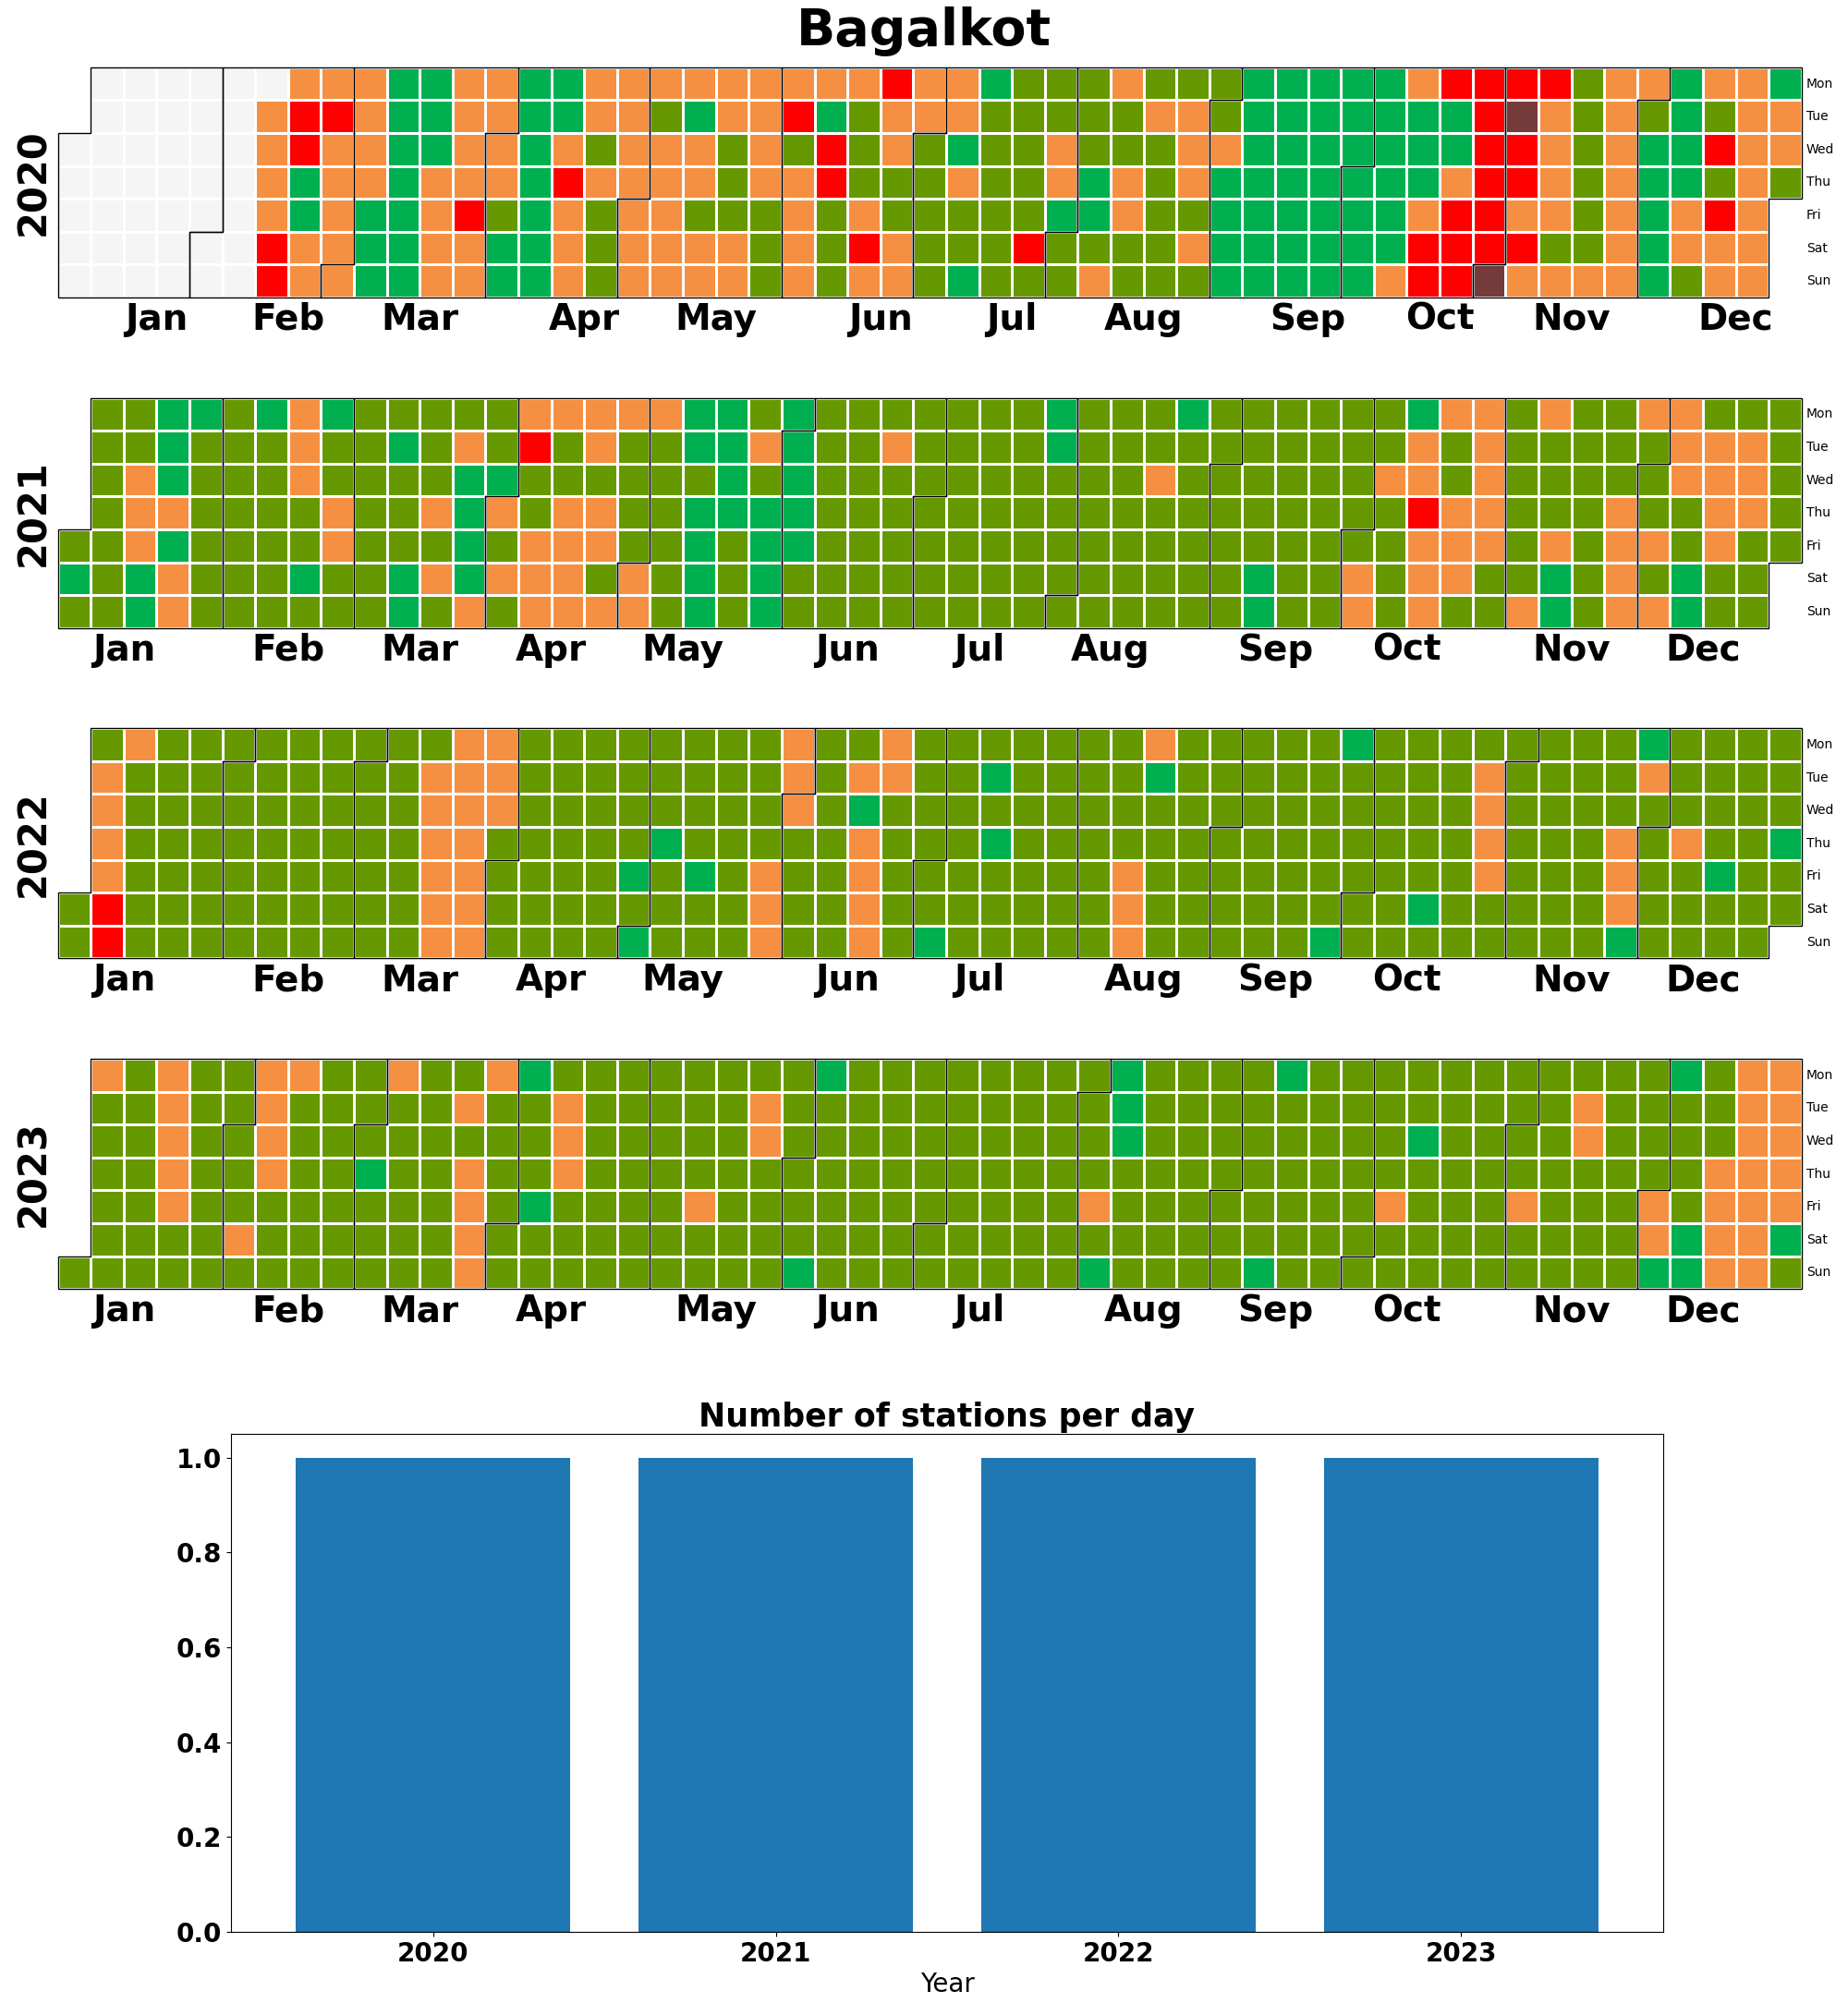 Bagalkot
2020
Mon
Tue
Wed
Thu
Fri
Sat
Sun
Jan Feb Mar Apr May Jun Jul Aug Sep Oct Nov Dec
2021
Mon
Tue
Wed
Thu
Fri
Sat
Sun
Jan Feb Mar Apr May Jun Jul Aug Sep Oct Nov Dec
2022
Mon
Tue
Wed
Thu
Fri
Sat
Sun
Jan Feb Mar Apr May Jun Jul Aug Sep Oct Nov Dec
2023
Mon
Tue
Wed
Thu
Fri
Sat
Sun
Jan Feb Mar Apr May Jun Jul Aug Sep Oct Nov Dec
Number of stations per day
1.0
0.8
0.6
0.4
0.2
0.0
2020 2021 2022 2023
Year